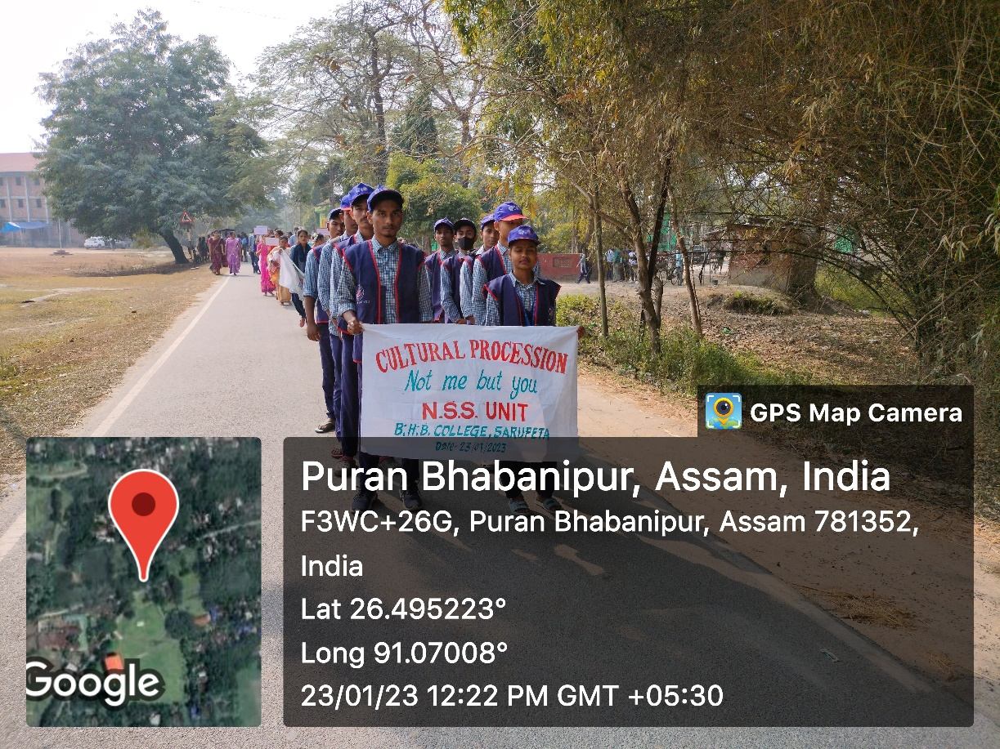 CULTURAL PROCESSION
Not me but you
N.S.S. UNIT
B.H.B. COLLEGE, SARUPETA
Date- 23/01/2023
GPS Map Camera
Puran Bhabanipur, Assam, India
F3WC+26G, Puran Bhabanipur, Assam 781352,
India
Lat 26.495223°
Long 91.07008°
23/01/23 12:22 PM GMT +05:30
Google